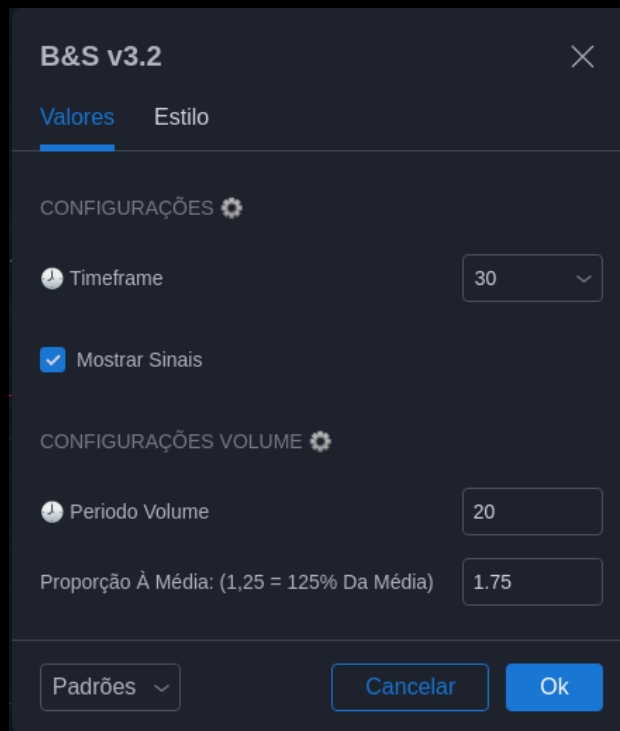 B&S v3.2
Valores Estilo
CONFIGURAÇÕES
Timeframe 30
Mostrar Sinais
CONFIGURAÇÕES VOLUME
Periodo Volume 20
Proporção À Média: (1,25 = 125% Da Média) 1.75
Padrões Cancelar Ok